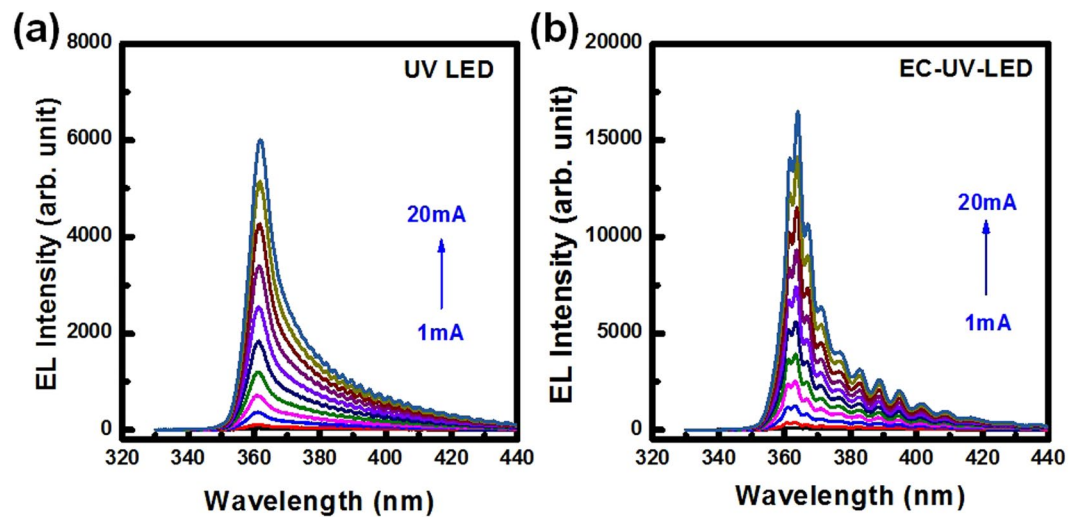 (a)
8000
6000
4000
2000
0
EL Intensity (arb. unit)
UV LED
20mA
1mA
320 340 360 380 400 420 440
Wavelength (nm)
(b)
20000
15000
10000
5000
0
EL Intensity (arb. unit)
EC-UV-LED
20mA
1mA
320 340 360 380 400 420 440
Wavelength (nm)